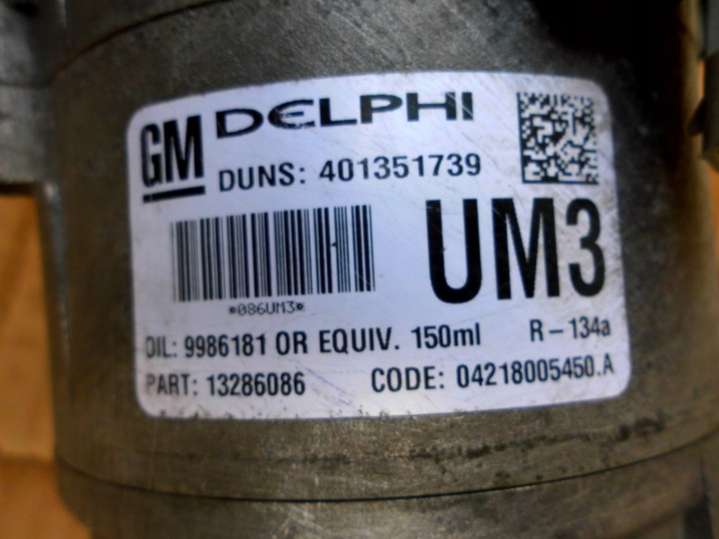 GM DELPHI
DUNS: 401351739
UM3
*086UM3*
OIL: 9986181 OR EQUIV. 150ml R-134a
PART: 13286086 CODE: 04218005450.A